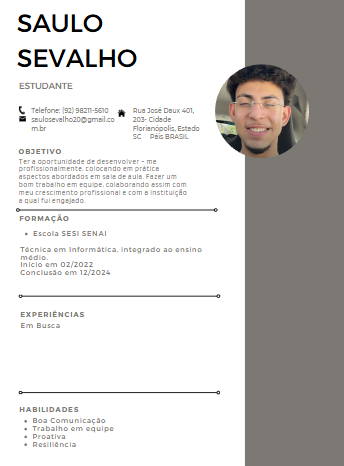 SAULO
SEVALHO
ESTUDANTE
Telefone: (92) 98211-5610
saulosevalho20@gmail.co
m.br
Rua José Daux 401,
203- Cidade
Florianópolis, Estado
SC Páis BRASIL
OBJETIVO
Ter a oportunidade de desenvolver - me
profissionalmente, colocando em prática
aspectos abordados em sala de aula. Fazer um
bom trabalho em equipe, colaborando assim com
meu crescimento profissional e com a instituição
a qual fui engajado.
FORMAÇÃO
Escola SESI SENAI
Técnica em Informática, integrado ao ensino
médio.
Início em 02/2022
Conclusão em 12/2024
EXPERIÊNCIAS
Em Busca
HABILIDADES
Boa Comunicação
Trabalho em equipe
Proativa
Resiliência